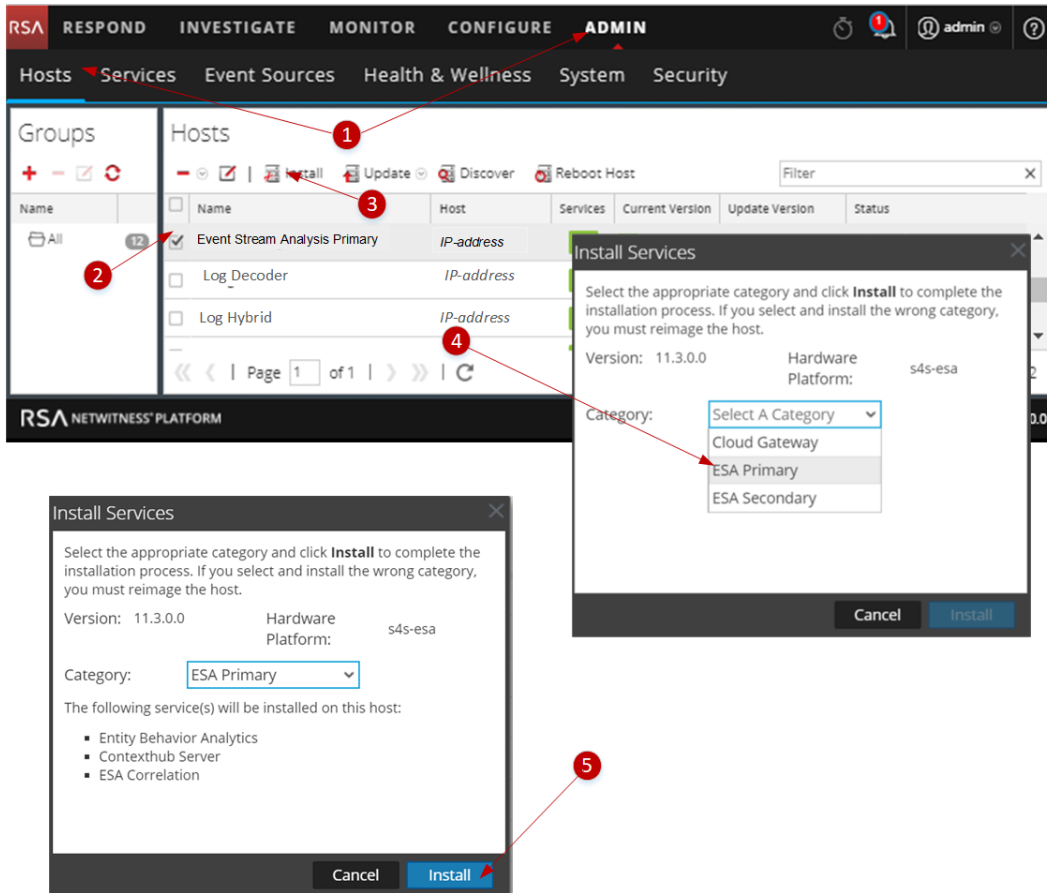 RSA RESPOND INVESTIGATE MONITOR CONFIGURE ADMIN 1 admin ?
Hosts Services Event Sources Health & Wellness System Security
1
Groups
Name
All 12
Hosts
Install Update Discover Reboot Host Filter
3
Name Host Services Current Version Update Version Status
Event Stream Analysis Primary IP-address
2
Log Decoder IP-address
Log Hybrid IP-address
4
Page 1 of 1
2
RSA NETWITNESS® PLATFORM
0.0
Install Services
Select the appropriate category and click Install to complete the
installation process. If you select and install the wrong category,
you must reimage the host.
Version: 11.3.0.0 Hardware Platform: s4s-esa
Category: Select A Category
Cloud Gateway
ESA Primary
ESA Secondary
Cancel Install
Install Services
Select the appropriate category and click Install to complete the
installation process. If you select and install the wrong category,
you must reimage the host.
Version: 11.3.0.0 Hardware Platform: s4s-esa
Category: ESA Primary
The following service(s) will be installed on this host:
Entity Behavior Analytics
Contexthub Server
ESA Correlation
5
Cancel Install